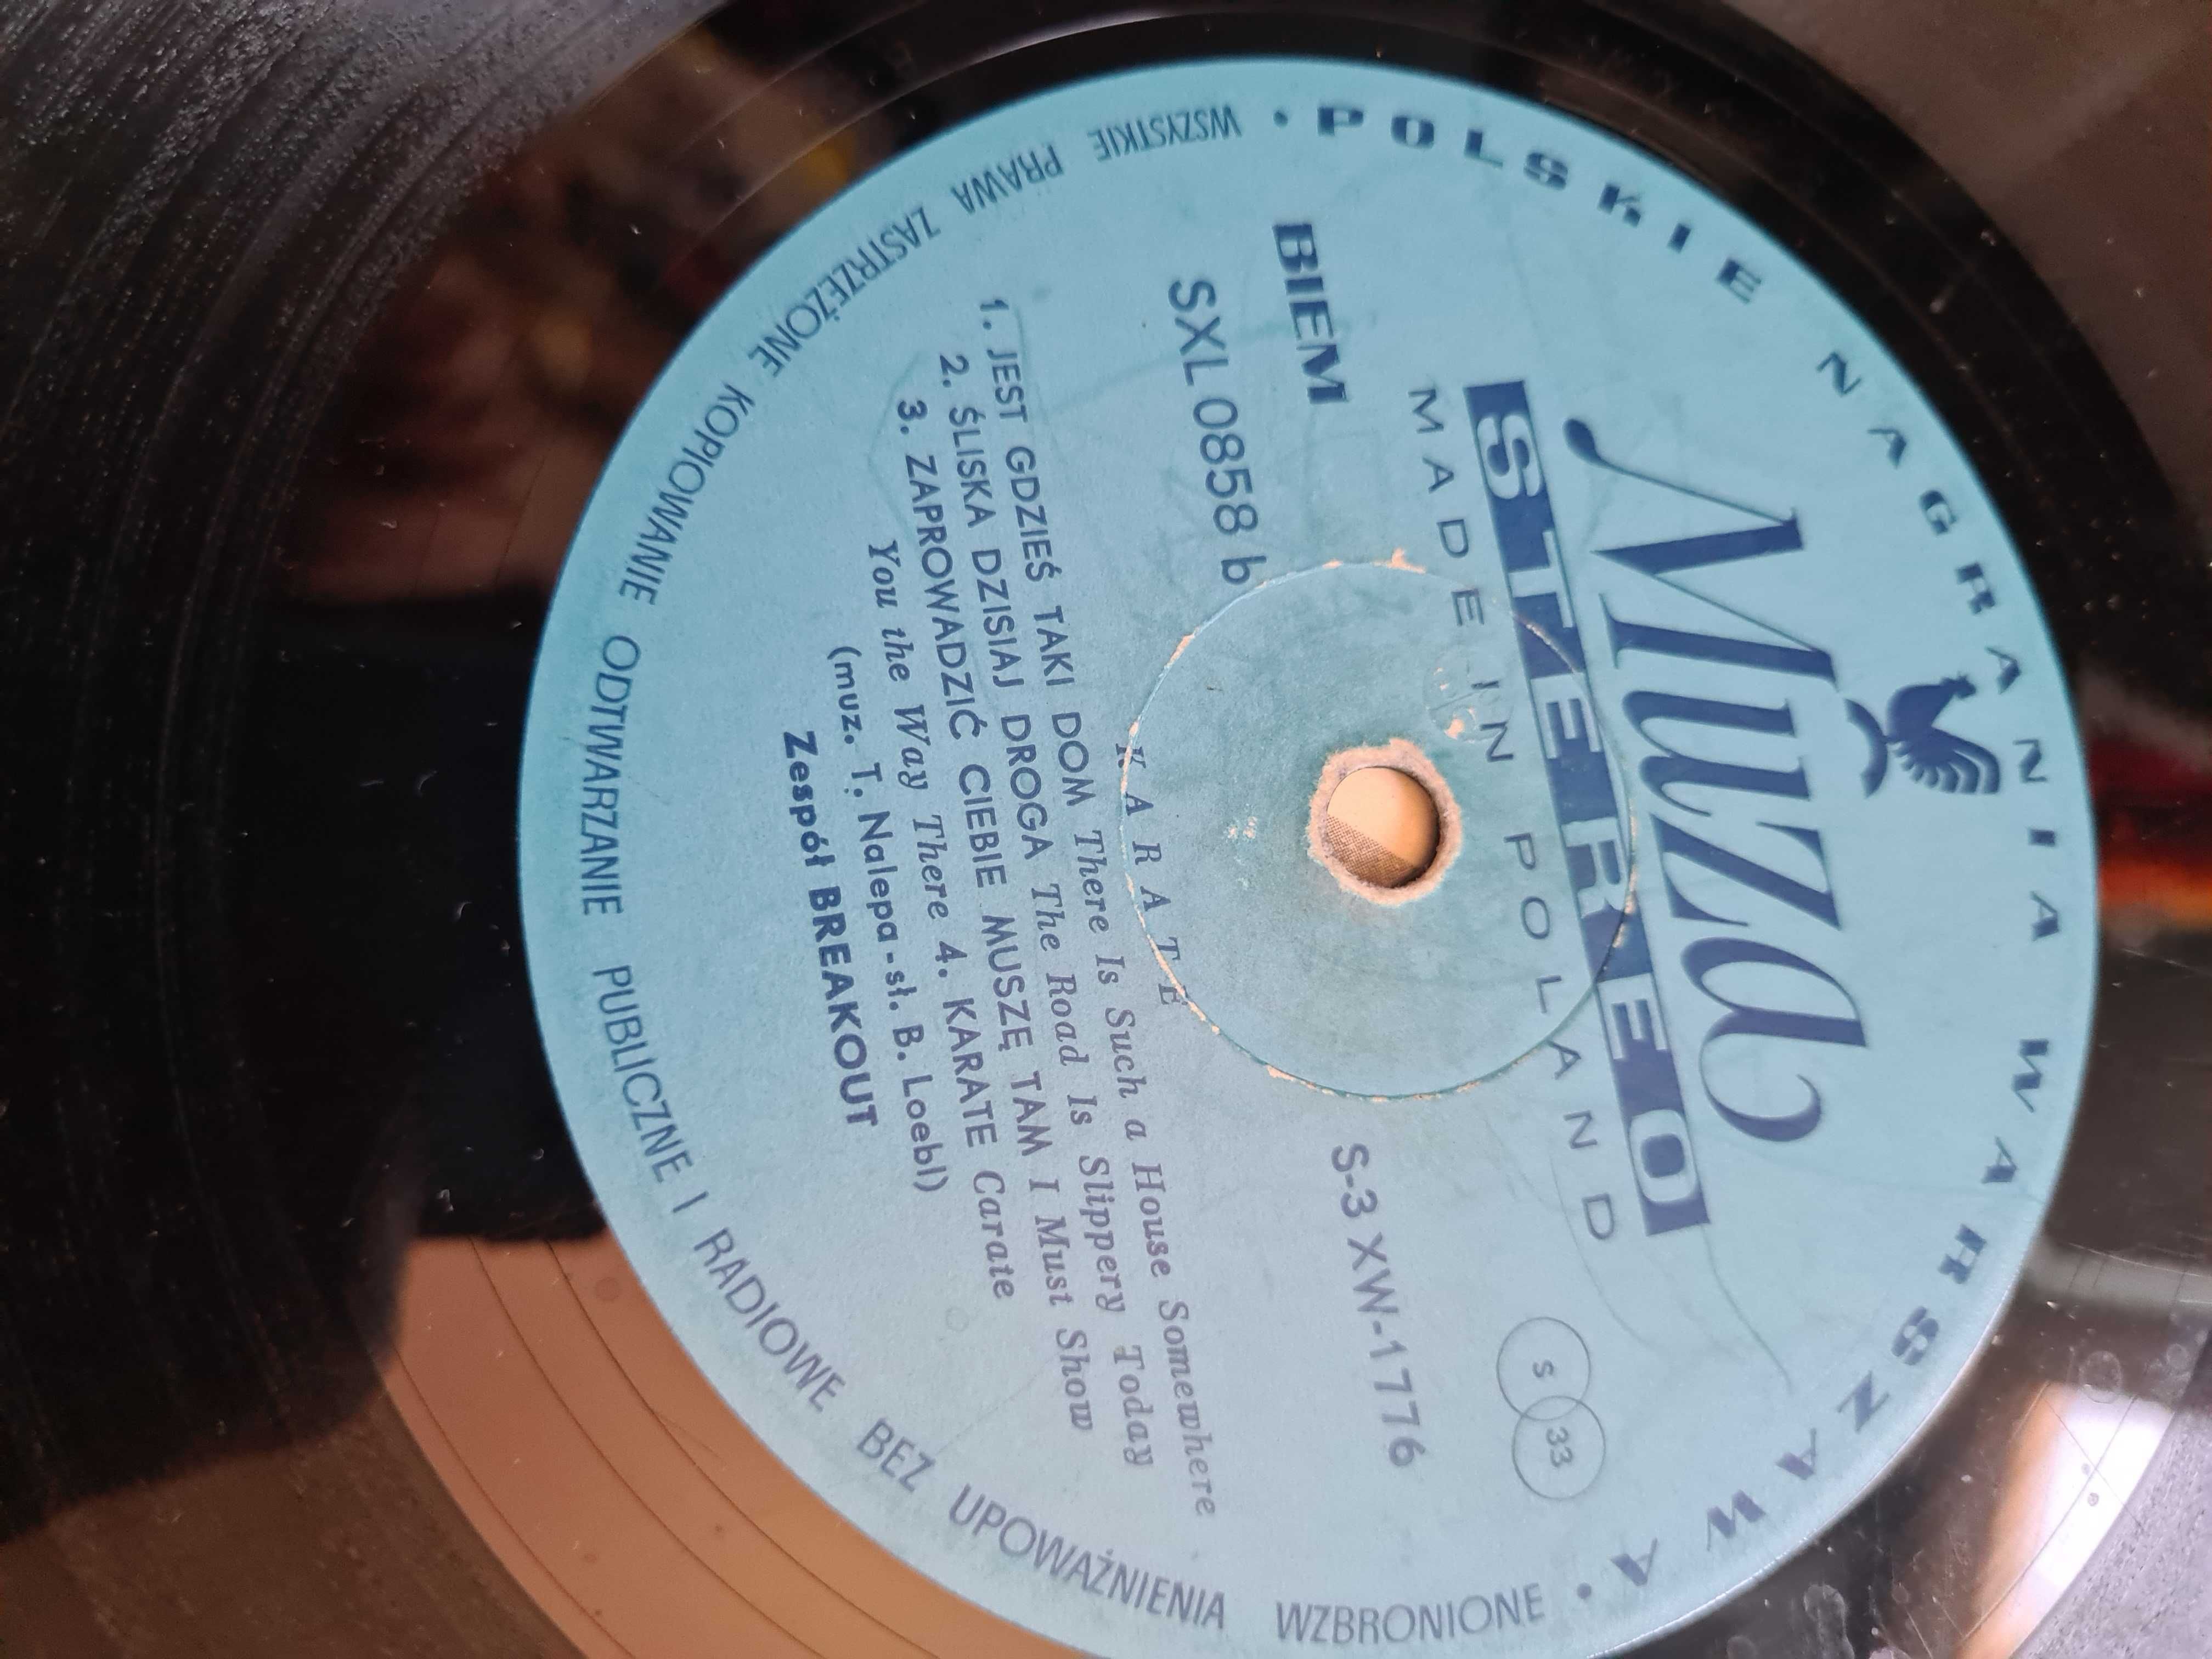 • POLSKIE NAGRANIA WARSZAWA •
Muza
STEREO
MADE IN POLAND
BIEM
S 33
SXL 0858 b
S-3 XW-1776
KARATE
1. JEST GDZIEŚ TAKI DOM There Is Such a House Somewhere
2. ŚLISKA DZISIAJ DROGA The Road Is Slippery Today
3. ZAPROWADZIĆ CIEBIE MUSZĘ TAM I Must Show
You the Way There 4. KARATE Carate
(muz. T. Nalepa - sł. B. Loebl)
Zespół BREAKOUT
WSZYSTKIE PRAWA ZASTRZEŻONE KOPIOWANIE ODTWARZANIE PUBLICZNE I RADIOWE BEZ UPOWAŻNIENIA WZBRONIONE